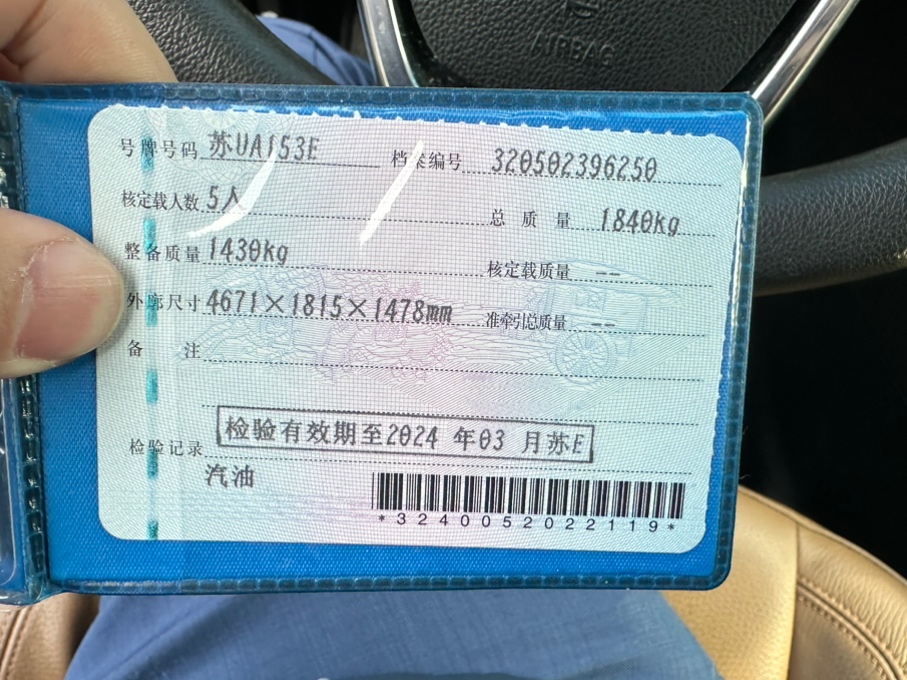 号牌号码 苏UA153E 档案编号 320502396250
核定载人数 5人 总质量 1840kg
整备质量 1430kg 核定载质量 --
外廓尺寸 4671×1815×1478mm 准牵引总质量 --
备注
检验记录 检验有效期至2024 年03 月苏E
汽油
*3240052022119*